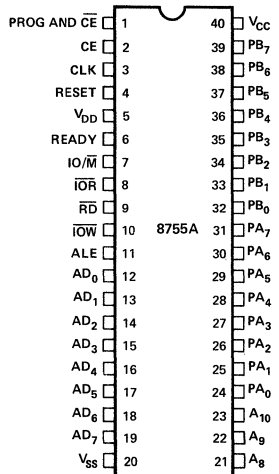 PROG AND C̅E̅ 1 40 VCC
CE 2 39 PB7
CLK 3 38 PB6
RESET 4 37 PB5
VDD 5 36 PB4
READY 6 35 PB3
IO/M̅ 7 34 PB2
I̅O̅R̅ 8 33 PB1
R̅D̅ 9 32 PB0
I̅O̅W̅ 10 8755A 31 PA7
ALE 11 30 PA6
AD0 12 29 PA5
AD1 13 28 PA4
AD2 14 27 PA3
AD3 15 26 PA2
AD4 16 25 PA1
AD5 17 24 PA0
AD6 18 23 A10
AD7 19 22 A9
VSS 20 21 A8